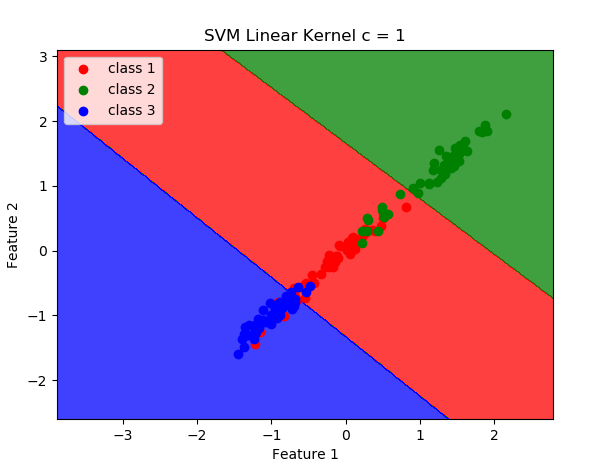 SVM Linear Kernel c = 1
class 1
class 2
class 3
3
2
1
0
−1
−2
Feature 2
−3
−2
−1
0
1
2
Feature 1